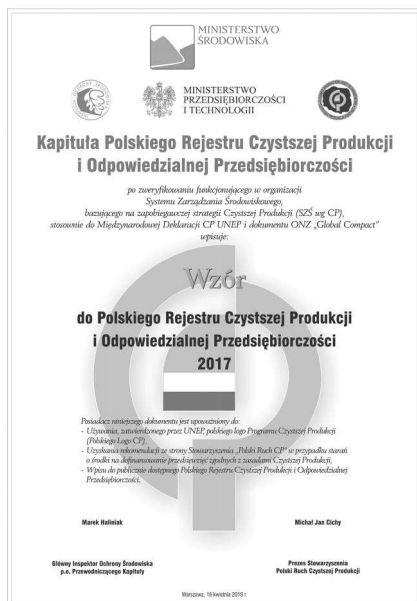 MINISTERSTWO
ŚRODOWISKA
MINISTERSTWO
PRZEDSIĘBIORCZOŚCI
I TECHNOLOGII
Kapituła Polskiego Rejestru Czystszej Produkcji
i Odpowiedzialnej Przedsiębiorczości
po zweryfikowaniu funkcjonującego w organizacji
Systemu Zarządzania Środowiskowego,
bazującego na zapobiegawczej strategii Czystszej Produkcji (SZŚ wg CP),
stosownie do Międzynarodowej Deklaracji CP UNEP i dokumentu ONZ „Global Compact”
wpisuje:
Wzór
do Polskiego Rejestru Czystszej Produkcji
i Odpowiedzialnej Przedsiębiorczości
2017
Posiadacz niniejszego dokumentu jest upoważniony do:
- Używania, zatwierdzonego przez UNEP, polskiego logo Programu Czystszej Produkcji
(Polskiego Logo CP),
- Uzyskania rekomendacji ze strony Stowarzyszenia „Polski Ruch CP” w przypadku starań
o środki na dofinansowanie przedsięwzięć zgodnych z zasadami Czystszej Produkcji,
- Wpisu do publicznie dostępnego Polskiego Rejestru Czystszej Produkcji i Odpowiedzialnej
Przedsiębiorczości.
Marek Haliniak
Michał Jan Cichy
Główny Inspektor Ochrony Środowiska
p.o. Przewodniczącego Kapituły
Prezes Stowarzyszenia
Polski Ruch Czystszej Produkcji
Warszawa, 16 kwietnia 2018 r.